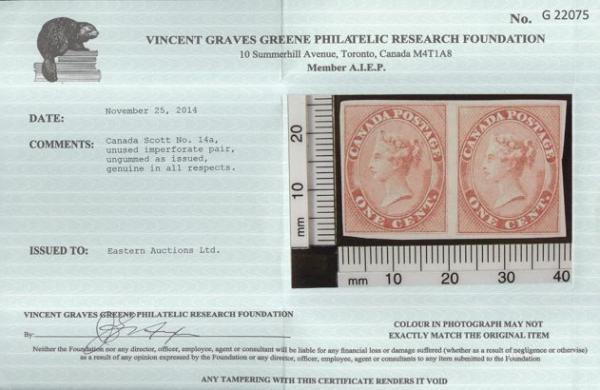 No. G 22075
VINCENT GRAVES GREENE PHILATELIC RESEARCH FOUNDATION
10 Summerhill Avenue, Toronto, Canada M4T1A8
Member A.I.E.P.
DATE:
November 25, 2014
COMMENTS:
Canada Scott No. 14a,
unused imperforate pair,
ungummed as issued,
genuine in all respects.
ISSUED TO:
Eastern Auctions Ltd.
20
10
mm
CANADA POSTAGE
ONE CENT.
CANADA POSTAGE
ONE CENT.
mm 10 20 30 40
VINCENT GRAVES GREENE PHILATELIC RESEARCH FOUNDATION
By:
COLOUR IN PHOTOGRAPH MAY NOT
EXACTLY MATCH THE ORIGINAL ITEM
Neither the Foundation nor any director, officer, employee, agent or consultant will be liable for any financial loss or damage suffered (whether as a result of negligence or otherwise)
as a result of any opinion expressed by the Foundation or any director, officer, employee, agent or consultants to any item submitted to the Foundation
ANY TAMPERING WITH THIS CERTIFICATE RENDERS IT VOID